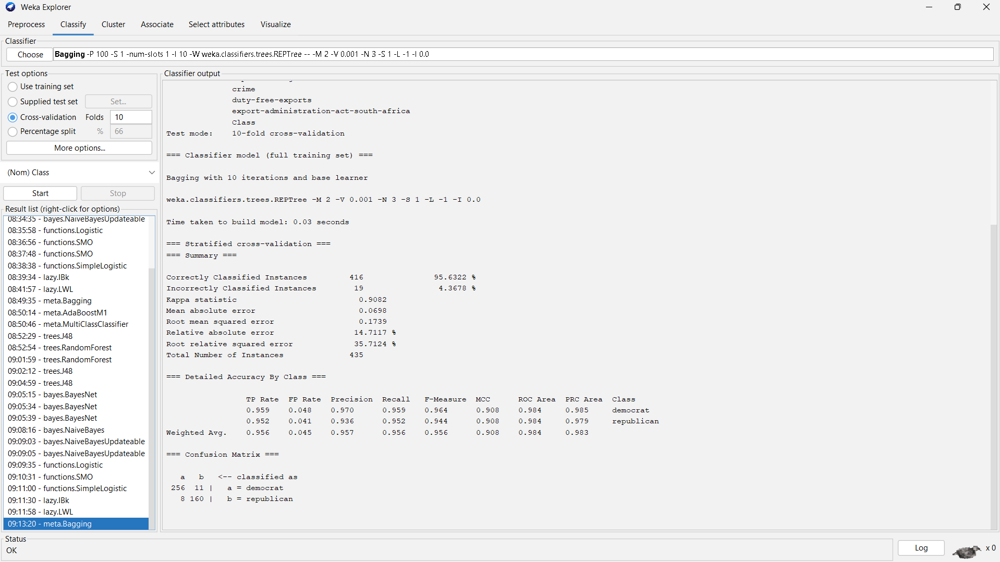 Weka Explorer
Preprocess Classify Cluster Associate Select attributes Visualize
Classifier
Choose Bagging -P 100 -S 1 -num-slots 1 -I 10 -W weka.classifiers.trees.REPTree -- -M 2 -V 0.001 -N 3 -S 1 -L -1 -I 0.0
Test options
Use training set
Supplied test set Set...
Cross-validation Folds 10
Percentage split % 66
More options...
(Nom) Class
Start Stop
Result list (right-click for options)
08:34:35 - bayes.NaiveBayesUpdateable
08:35:58 - functions.Logistic
08:36:56 - functions.SMO
08:37:48 - functions.SMO
08:38:38 - functions.SimpleLogistic
08:39:34 - lazy.IBk
08:41:57 - lazy.LWL
08:49:35 - meta.Bagging
08:50:14 - meta.AdaBoostM1
08:50:46 - meta.MultiClassClassifier
08:52:29 - trees.J48
08:52:54 - trees.RandomForest
09:01:59 - trees.RandomForest
09:02:12 - trees.J48
09:04:59 - trees.J48
09:05:15 - bayes.BayesNet
09:05:34 - bayes.BayesNet
09:05:39 - bayes.BayesNet
09:08:16 - bayes.NaiveBayes
09:09:03 - bayes.NaiveBayesUpdateable
09:09:05 - bayes.NaiveBayesUpdateable
09:09:35 - functions.Logistic
09:10:31 - functions.SMO
09:11:00 - functions.SimpleLogistic
09:11:30 - lazy.IBk
09:11:58 - lazy.LWL
09:13:20 - meta.Bagging
Classifier output
crime
duty-free-exports
export-administration-act-south-africa
Class
Test mode: 10-fold cross-validation
=== Classifier model (full training set) ===
Bagging with 10 iterations and base learner
weka.classifiers.trees.REPTree -M 2 -V 0.001 -N 3 -S 1 -L -1 -I 0.0
Time taken to build model: 0.03 seconds
=== Stratified cross-validation ===
=== Summary ===
Correctly Classified Instances 416 95.6322 %
Incorrectly Classified Instances 19 4.3678 %
Kappa statistic 0.9082
Mean absolute error 0.0698
Root mean squared error 0.1739
Relative absolute error 14.7117 %
Root relative squared error 35.7124 %
Total Number of Instances 435
=== Detailed Accuracy By Class ===
TP Rate FP Rate Precision Recall F-Measure MCC ROC Area PRC Area Class
0.959 0.048 0.970 0.959 0.964 0.908 0.984 0.985 democrat
0.952 0.041 0.936 0.952 0.944 0.908 0.984 0.979 republican
Weighted Avg. 0.956 0.045 0.957 0.956 0.956 0.908 0.984 0.983
=== Confusion Matrix ===
a b <-- classified as
256 11 | a = democrat
8 160 | b = republican
Status
OK
Log
x 0